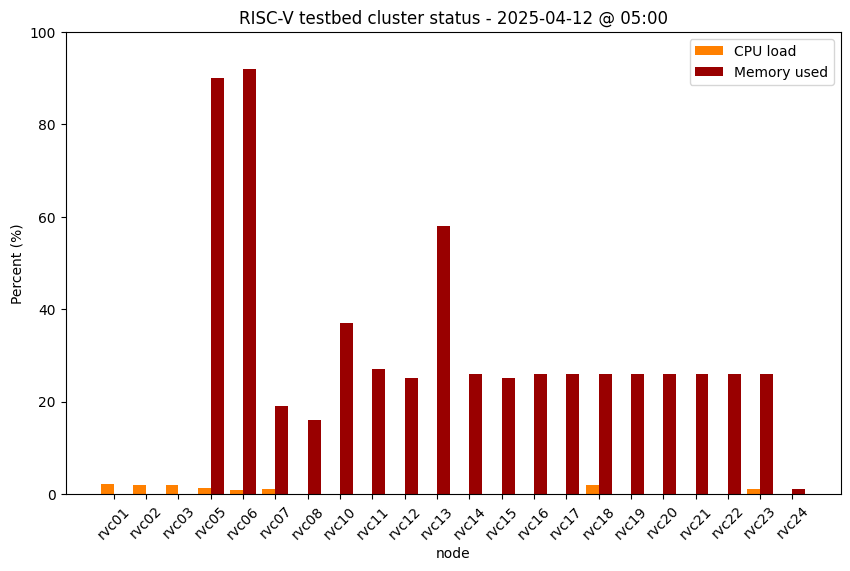 RISC-V testbed cluster status - 2025-04-12 @ 05:00
CPU load
Memory used
Percent (%)
100
80
60
40
20
0
rvc01 rvc02 rvc03 rvc05 rvc06 rvc07 rvc08 rvc10 rvc11 rvc12 rvc13 rvc14 rvc15 rvc16 rvc17 rvc18 rvc19 rvc20 rvc21 rvc22 rvc23 rvc24
node